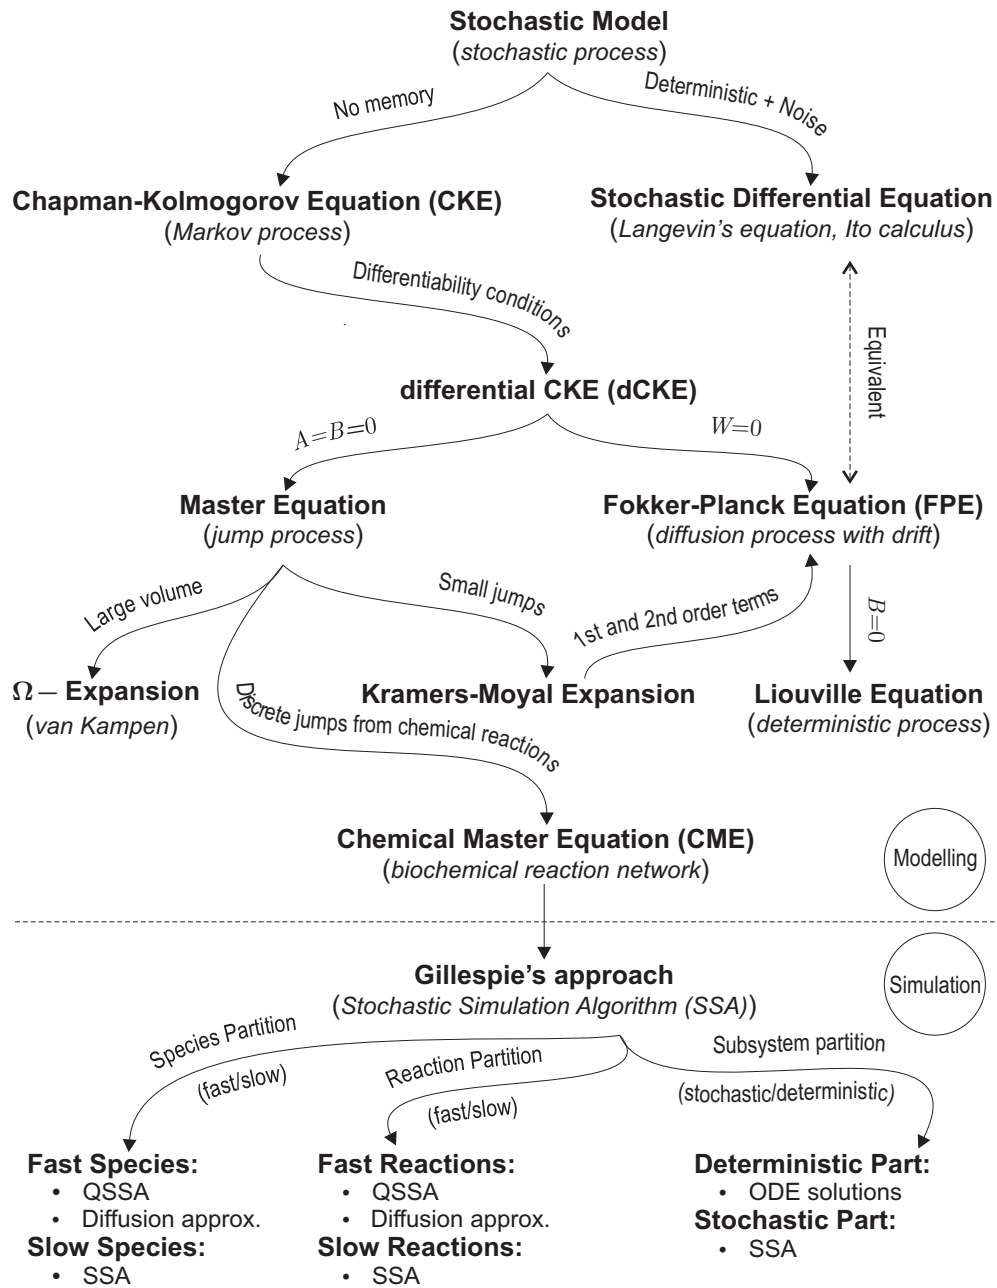 Stochastic Model
(stochastic process)
No memory
Deterministic + Noise
Chapman-Kolmogorov Equation (CKE)
(Markov process)
Stochastic Differential Equation
(Langevin's equation, Ito calculus)
Differentiability conditions
Equivalent
differential CKE (dCKE)
A=B=0
W=0
Master Equation
(jump process)
Fokker-Planck Equation (FPE)
(diffusion process with drift)
Large volume
Small jumps
1st and 2nd order terms
B=0
Ω− Expansion
(van Kampen)
Discrete jumps from chemical reactions
Kramers-Moyal Expansion
Liouville Equation
(deterministic process)
Chemical Master Equation (CME)
(biochemical reaction network)
Modelling
Gillespie's approach
(Stochastic Simulation Algorithm (SSA))
Simulation
Species Partition
(fast/slow)
Reaction Partition
(fast/slow)
Subsystem partition
(stochastic/deterministic)
Fast Species:
• QSSA
• Diffusion approx.
Slow Species:
• SSA
Fast Reactions:
• QSSA
• Diffusion approx.
Slow Reactions:
• SSA
Deterministic Part:
• ODE solutions
Stochastic Part:
• SSA